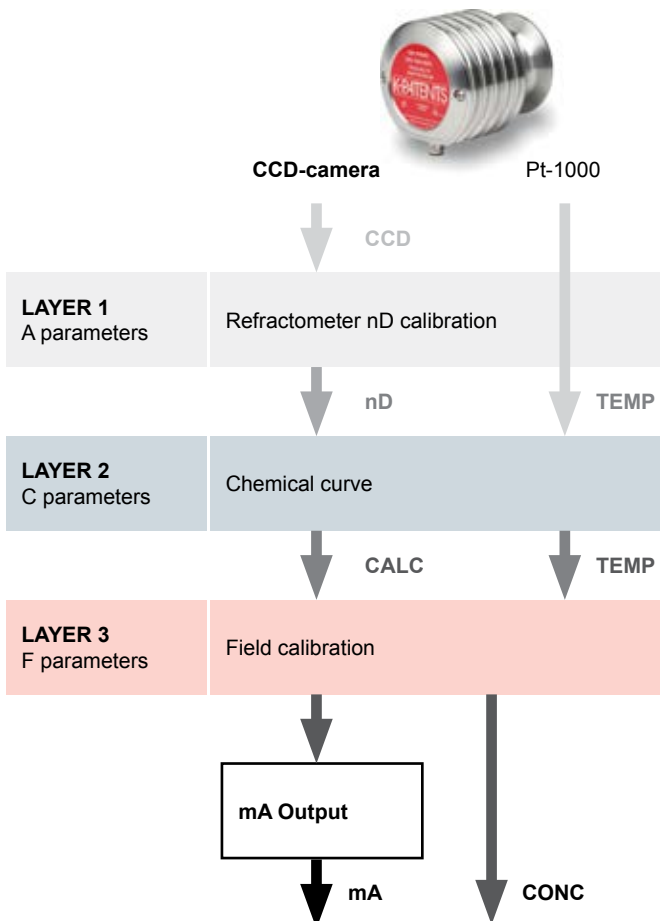 K-PATENTS
CCD-camera
Pt-1000
CCD
LAYER 1
A parameters
Refractometer nD calibration
nD
TEMP
LAYER 2
C parameters
Chemical curve
CALC
TEMP
LAYER 3
F parameters
Field calibration
mA Output
mA
CONC